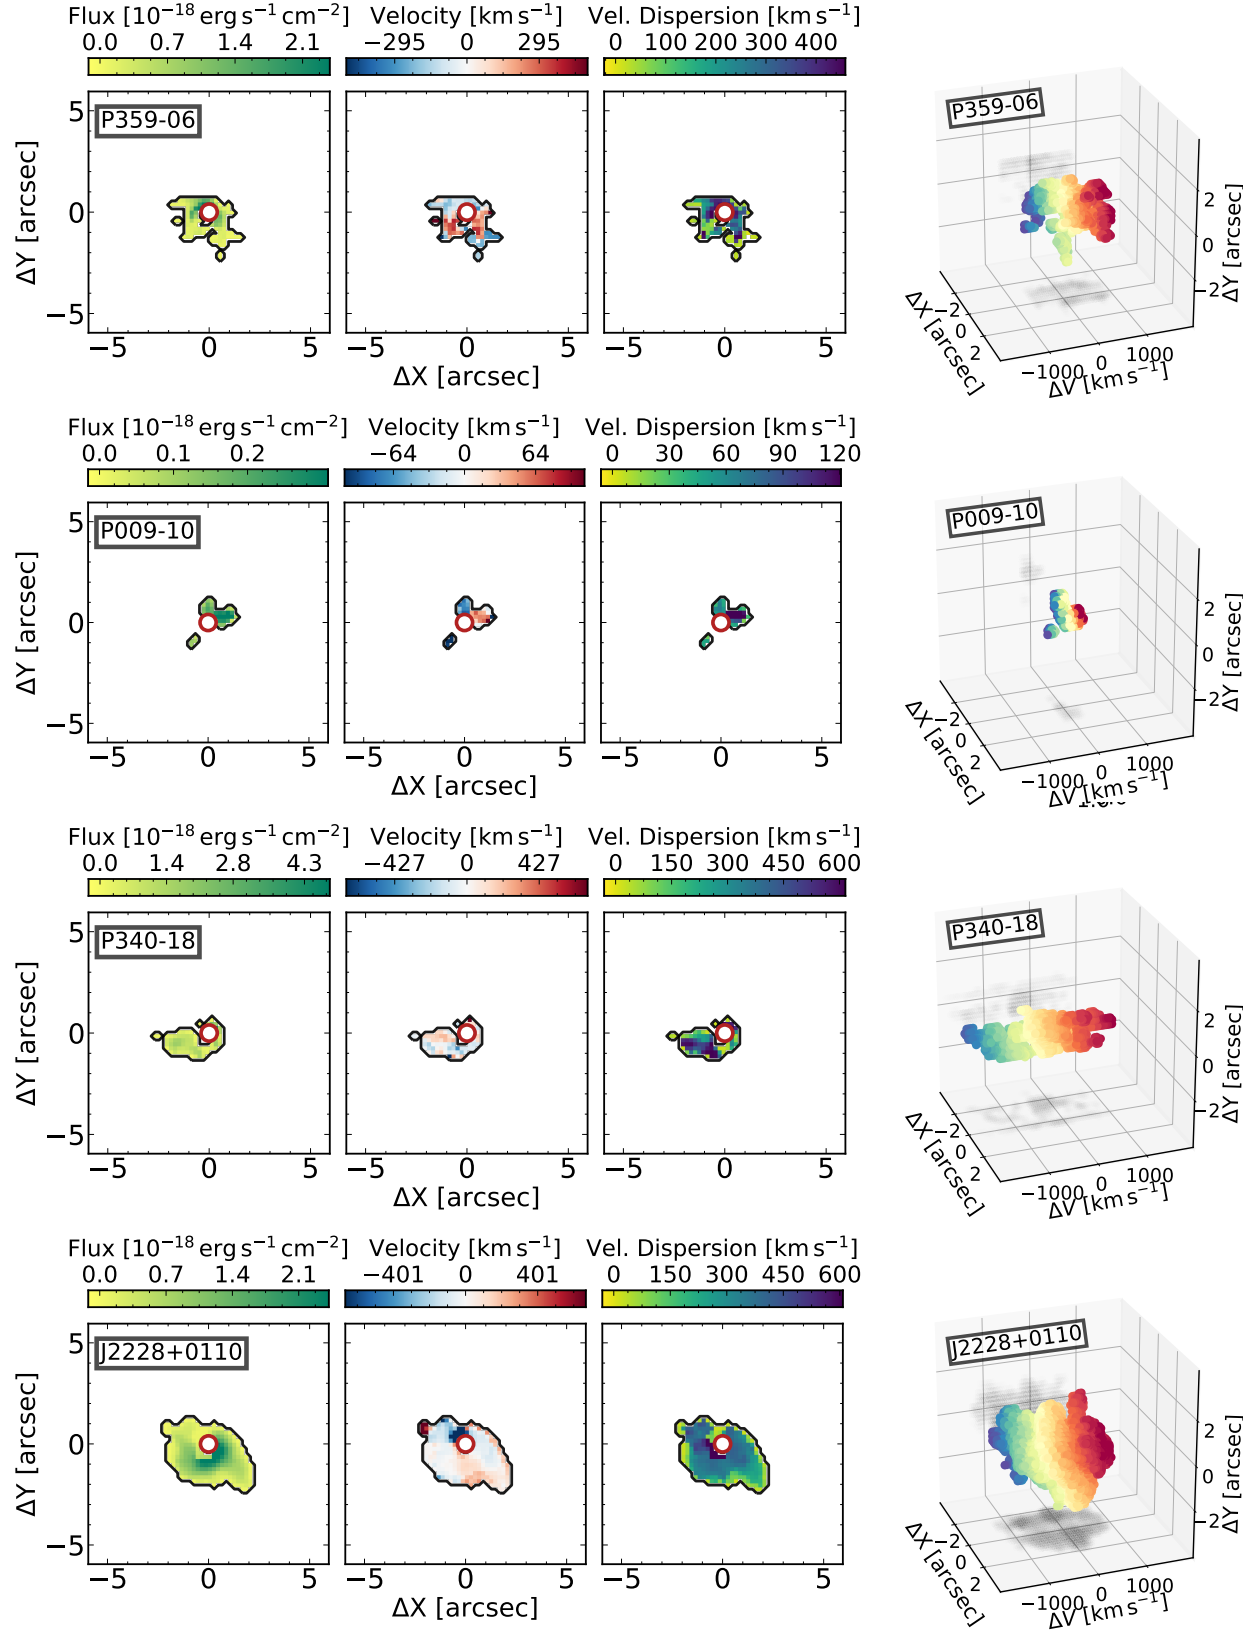 Flux [10⁻¹⁸ erg s⁻¹ cm⁻²] Velocity [km s⁻¹] Vel. Dispersion [km s⁻¹]
0.0 0.7 1.4 2.1 −295 0 295 0 100 200 300 400
P359-06 P359-06
ΔY [arcsec] 5 0 −5
−5 0 5 −5 0 5 −5 0 5
ΔX [arcsec]
2 0 −2 ΔY [arcsec]
ΔX [arcsec] −2 0 2
−1000 0 1000
ΔV [km s⁻¹]
Flux [10⁻¹⁸ erg s⁻¹ cm⁻²] Velocity [km s⁻¹] Vel. Dispersion [km s⁻¹]
0.0 0.1 0.2 −64 0 64 0 30 60 90 120
P009-10 P009-10
ΔY [arcsec] 5 0 −5
−5 0 5 −5 0 5 −5 0 5
ΔX [arcsec]
2 0 −2 ΔY [arcsec]
ΔX [arcsec] −2 0 2
−1000 0 1000
ΔV [km s⁻¹]
Flux [10⁻¹⁸ erg s⁻¹ cm⁻²] Velocity [km s⁻¹] Vel. Dispersion [km s⁻¹]
0.0 1.4 2.8 4.3 −427 0 427 0 150 300 450 600
P340-18 P340-18
ΔY [arcsec] 5 0 −5
−5 0 5 −5 0 5 −5 0 5
ΔX [arcsec]
2 0 −2 ΔY [arcsec]
ΔX [arcsec] −2 0 2
−1000 0 1000
ΔV [km s⁻¹]
Flux [10⁻¹⁸ erg s⁻¹ cm⁻²] Velocity [km s⁻¹] Vel. Dispersion [km s⁻¹]
0.0 0.7 1.4 2.1 −401 0 401 0 150 300 450 600
J2228+0110 J2228+0110
ΔY [arcsec] 5 0 −5
−5 0 5 −5 0 5 −5 0 5
ΔX [arcsec]
2 0 −2 ΔY [arcsec]
ΔX [arcsec] −2 0 2
−1000 0 1000
ΔV [km s⁻¹]